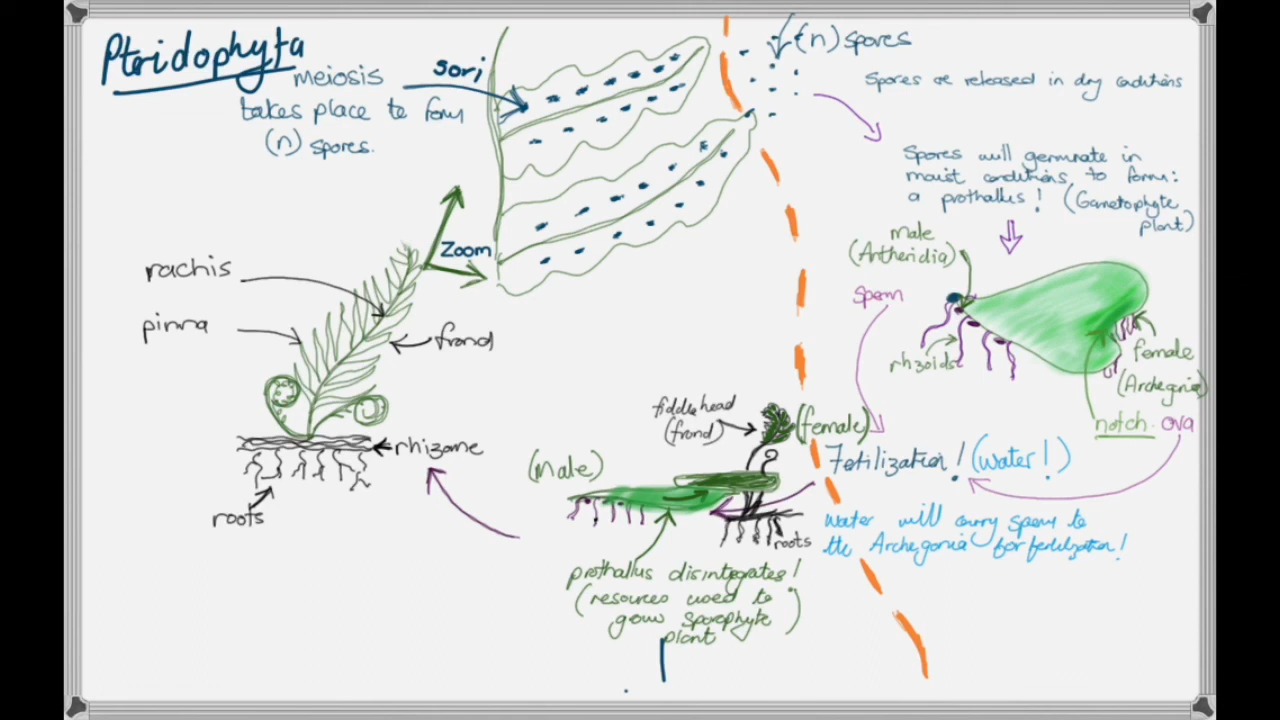 Pteridophyta
meiosis
takes place to form
(n) spores.
Sori
(n) spores
Spores are released in dry conditions
Spores will germinate in
moist conditions to form:
a prothallus! (Gametophyte
plant)
Zoom
rachis
pinna
frond
rhizome
roots
male
(Antheridia)
sperm
rhzoids
female
(Archegonia)
notch
ova
fiddlehead
(frond)
(female)
(male)
roots
Fertilization! (water!)
water will carry sperm to
the Archegonia for fertilization!
prothallus disintegrates!
(resources used to
grow sporophyte
plant)